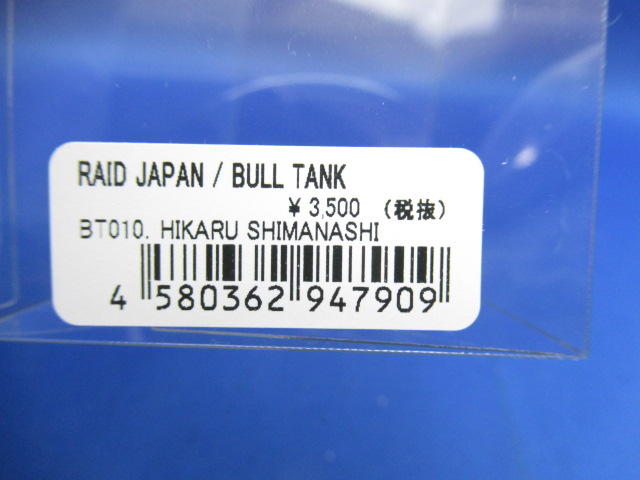 RAID JAPAN / BULL TANK
¥ 3,500 （税抜）
BT010. HIKARU SHIMANASHI
4 580362 947909